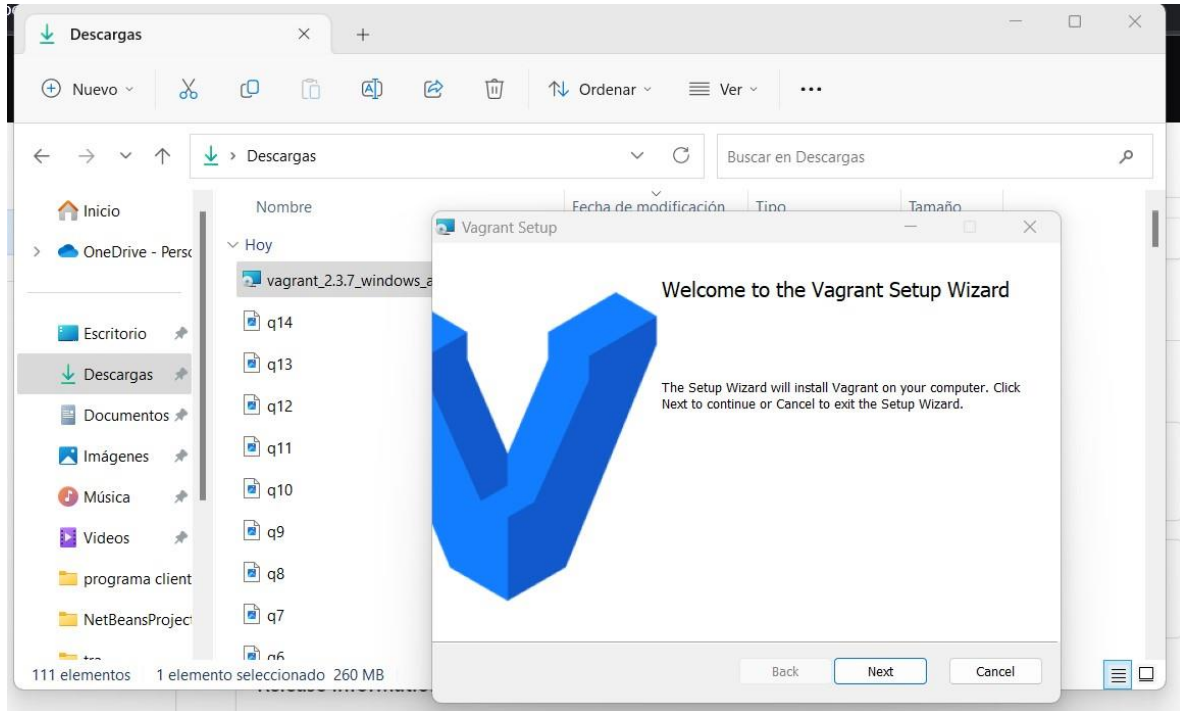 Descargas
Nuevo
Ordenar
Ver
Descargas
Buscar en Descargas
Inicio
OneDrive - Perso
Escritorio
Descargas
Documentos
Imágenes
Música
Videos
programa client
NetBeansProject
Nombre
Fecha de modificación
Tipo
Tamaño
Hoy
vagrant_2.3.7_windows_a
q14
q13
q12
q11
q10
q9
q8
q7
q6
Vagrant Setup
Welcome to the Vagrant Setup Wizard
The Setup Wizard will install Vagrant on your computer. Click
Next to continue or Cancel to exit the Setup Wizard.
Back
Next
Cancel
111 elementos
1 elemento seleccionado 260 MB